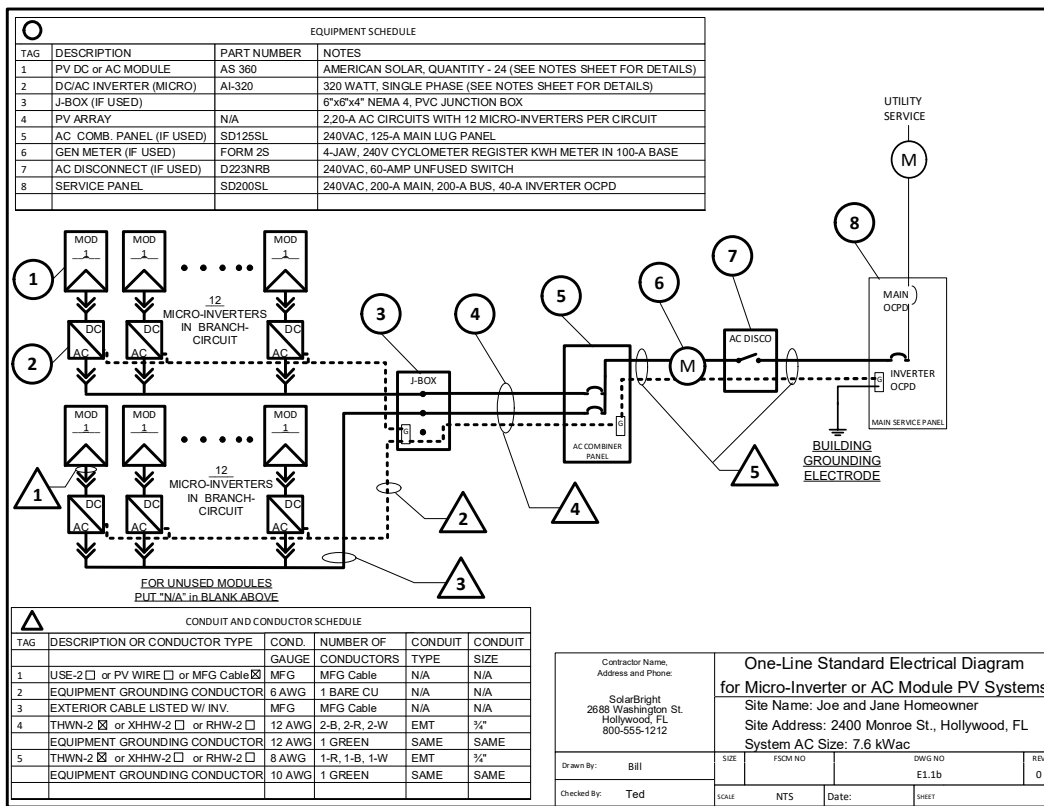 EQUIPMENT SCHEDULE
TAG DESCRIPTION PART NUMBER NOTES
1 PV DC or AC MODULE AS 360 AMERICAN SOLAR, QUANTITY - 24 (SEE NOTES SHEET FOR DETAILS)
2 DC/AC INVERTER (MICRO) AI-320 320 WATT, SINGLE PHASE (SEE NOTES SHEET FOR DETAILS)
3 J-BOX (IF USED) 6"x6"x4" NEMA 4, PVC JUNCTION BOX
4 PV ARRAY N/A 2,20-A AC CIRCUITS WITH 12 MICRO-INVERTERS PER CIRCUIT
5 AC COMB. PANEL (IF USED) SD125SL 240VAC, 125-A MAIN LUG PANEL
6 GEN METER (IF USED) FORM 2S 4-JAW, 240V CYCLOMETER REGISTER KWH METER IN 100-A BASE
7 AC DISCONNECT (IF USED) D223NRB 240VAC, 60-AMP UNFUSED SWITCH
8 SERVICE PANEL SD200SL 240VAC, 200-A MAIN, 200-A BUS, 40-A INVERTER OCPD
UTILITY
SERVICE
M
8
7
6
5
4
3
1
2
MOD
1
MOD
1
MOD
1
12
MICRO-INVERTERS
IN BRANCH-
CIRCUIT
DC
AC
DC
AC
DC
AC
J-BOX
G
AC COMBINER
PANEL
G
M
AC DISCO
MAIN
OCPD
INVERTER
OCPD
G
MAIN SERVICE PANEL
BUILDING
GROUNDING
ELECTRODE
MOD
1
MOD
1
MOD
1
12
MICRO-INVERTERS
IN BRANCH-
CIRCUIT
DC
AC
DC
AC
DC
AC
1
2
3
4
5
FOR UNUSED MODULES
PUT "N/A" in BLANK ABOVE
CONDUIT AND CONDUCTOR SCHEDULE
TAG DESCRIPTION OR CONDUCTOR TYPE COND. NUMBER OF CONDUIT CONDUIT
GAUGE CONDUCTORS TYPE SIZE
1 USE-2 ☐ or PV WIRE ☐ or MFG Cable ☒ MFG MFG Cable N/A N/A
2 EQUIPMENT GROUNDING CONDUCTOR 6 AWG 1 BARE CU N/A N/A
3 EXTERIOR CABLE LISTED W/ INV. MFG MFG Cable N/A N/A
4 THWN-2 ☒ or XHHW-2 ☐ or RHW-2 ☐ 12 AWG 2-B, 2-R, 2-W EMT ¾"
EQUIPMENT GROUNDING CONDUCTOR 12 AWG 1 GREEN SAME SAME
5 THWN-2 ☒ or XHHW-2 ☐ or RHW-2 ☐ 8 AWG 1-R, 1-B, 1-W EMT ¾"
EQUIPMENT GROUNDING CONDUCTOR 10 AWG 1 GREEN SAME SAME
Contractor Name,
Address and Phone:
SolarBright
2688 Washington St.
Hollywood, FL
800-555-1212
One-Line Standard Electrical Diagram
for Micro-Inverter or AC Module PV Systems
Site Name: Joe and Jane Homeowner
Site Address: 2400 Monroe St., Hollywood, FL
System AC Size: 7.6 kWac
Drawn By: Bill
Checked By: Ted
SIZE FSCM NO DWG NO REV
E1.1b 0
SCALE NTS Date: SHEET